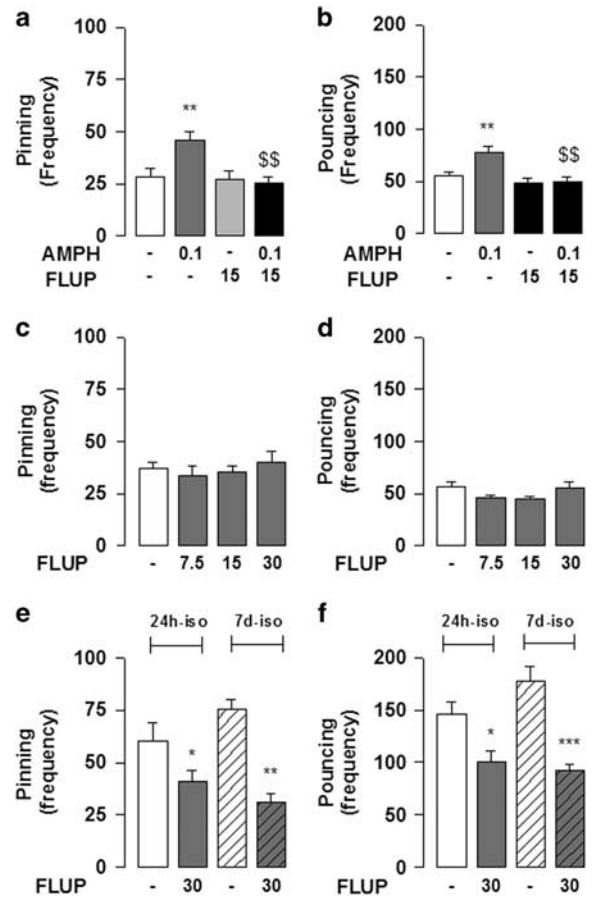 a
100
75
50
25
0
Pinning
(Frequency)
**
$$
AMPH - 0.1 - 0.1
FLUP - - 15 15
b
200
150
100
50
0
Pouncing
(Frequency)
**
$$
- 0.1 - 0.1
- - 15 15
c
100
75
50
25
0
Pinning
(frequency)
FLUP - 7.5 15 30
d
200
150
100
50
0
Pouncing
(frequency)
- 7.5 15 30
e
24h-iso 7d-iso
100
75
50
25
0
Pinning
(frequency)
*
**
FLUP - 30 - 30
f
24h-iso 7d-iso
200
150
100
50
0
Pouncing
(frequency)
*
***
FLUP - 30 - 30